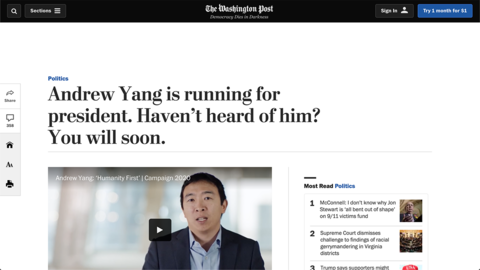 Sections
The Washington Post
Democracy Dies in Darkness
Sign In
Try 1 month for $1
Politics
Andrew Yang is running for
president. Haven't heard of him?
You will soon.
Share
358
Aa
Andrew Yang: 'Humanity First' | Campaign 2020
Most Read Politics
1 McConnell: I don't know why Jon
Stewart is 'all bent out of shape'
on 9/11 victims fund
2 Supreme Court dismisses
challenge to findings of racial
gerrymandering in Virginia
districts
3 Trump says supporters might